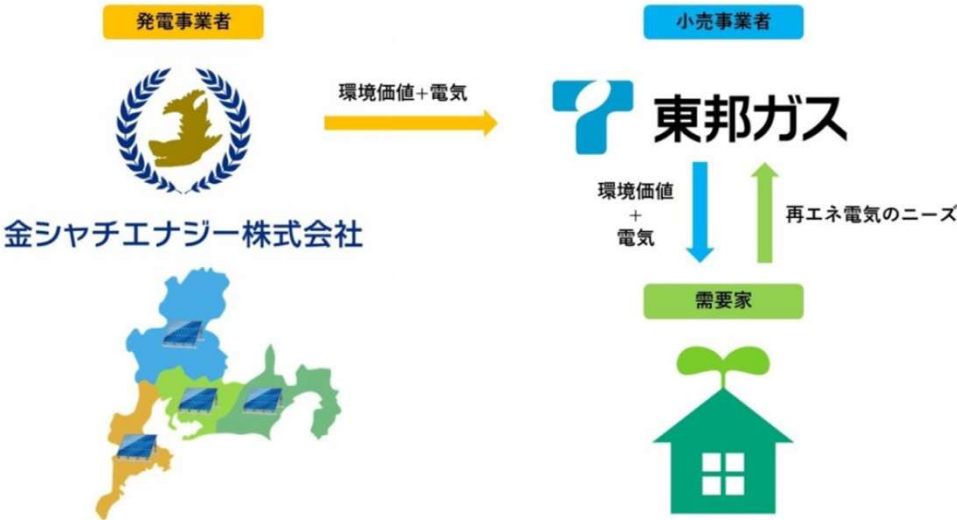 発電事業者
小売事業者
環境価値+電気
東邦ガス
金シャチエナジー株式会社
環境価値
+
電気
再エネ電気のニーズ
需要家